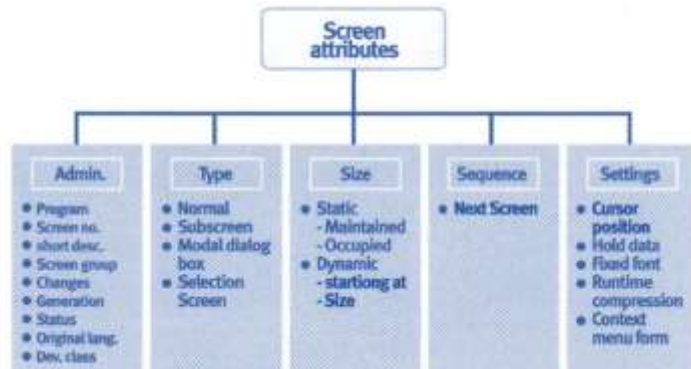 Screen
attributes
Admin.
• Program
• Screen no.
• short desc.
• Screen group
• Changes
• Generation
• Status
• Original lang.
• Dev. class
Type
• Normal
• Subscreen
• Modal dialog
box
• Selection
Screen
Size
• Static
- Maintained
- Occupied
• Dynamic
- startiong at
- Size
Sequence
• Next Screen
Settings
• Cursor
position
• Hold data
• Fixed font
• Runtime
compression
• Context
menu form